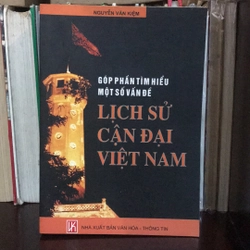 NGUYỄN VĂN KIỆM
GÓP PHẦN TÌM HIỂU
MỘT SỐ VẤN ĐỀ
LỊCH SỬ
CẬN ĐẠI
VIỆT NAM
NHÀ XUẤT BẢN VĂN HÓA - THÔNG TIN